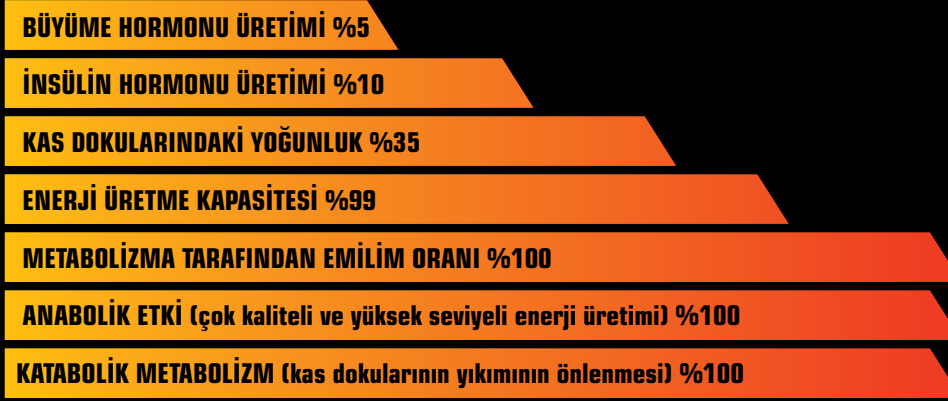 BÜYÜME HORMONU ÜRETİMİ %5
İNSÜLİN HORMONU ÜRETİMİ %10
KAS DOKULARINDAKİ YOĞUNLUK %35
ENERJİ ÜRETME KAPASİTESİ %99
METABOLİZMA TARAFINDAN EMİLİM ORANI %100
ANABOLİK ETKİ (çok kaliteli ve yüksek seviyeli enerji üretimi) %100
KATABOLİK METABOLİZM (kas dokularının yıkımının önlenmesi) %100